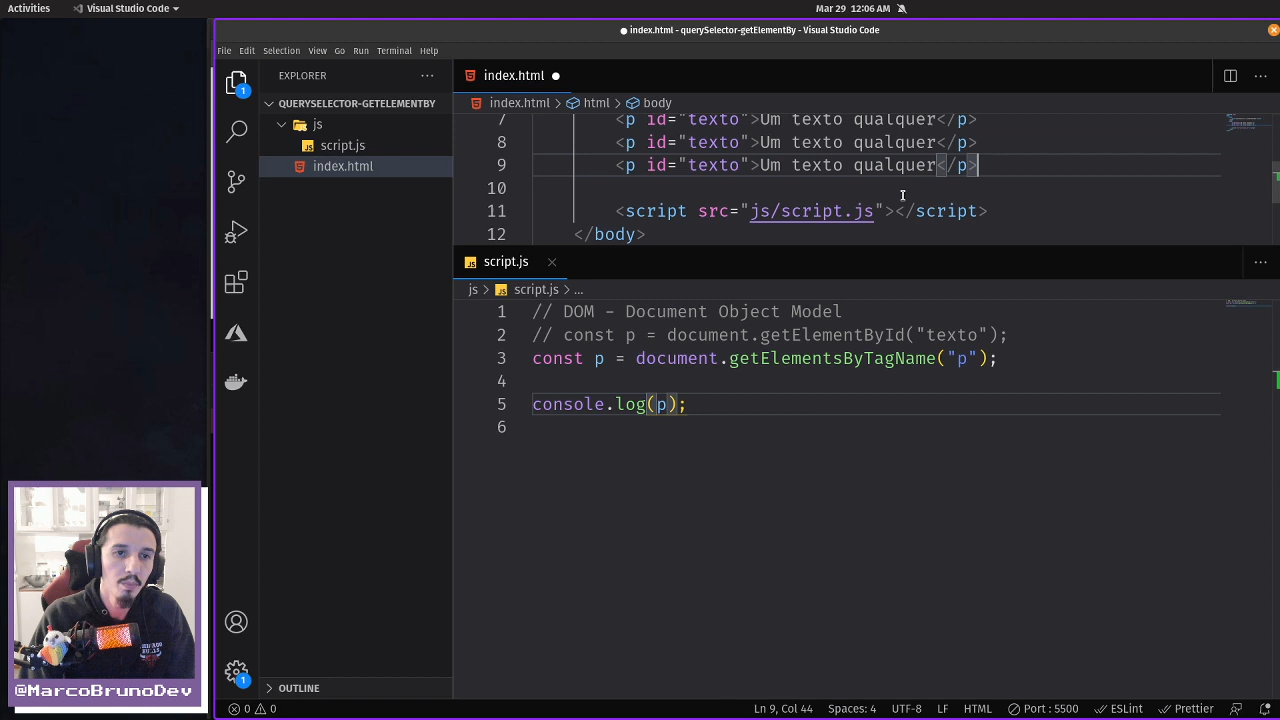 Activities
Visual Studio Code
Mar 29 12:06 AM
index.html - querySelector-getElementBy - Visual Studio Code
File Edit Selection View Go Run Terminal Help
EXPLORER
QUERYSELECTOR-GETELEMENTBY
js
script.js
index.html
OUTLINE
1
1
index.html
index.html > html > body
7 <p id="texto">Um texto qualquer</p>
8 <p id="texto">Um texto qualquer</p>
9 <p id="texto">Um texto qualquer</p>
10
11 <script src="js/script.js"></script>
12 </body>
script.js
js > script.js > ...
1 // DOM - Document Object Model
2 // const p = document.getElementById("texto");
3 const p = document.getElementsByTagName("p");
4
5 console.log(p);
6
@MarcoBrunoDev
0 0
Ln 9, Col 44 Spaces: 4 UTF-8 LF HTML Port : 5500 ESLint Prettier